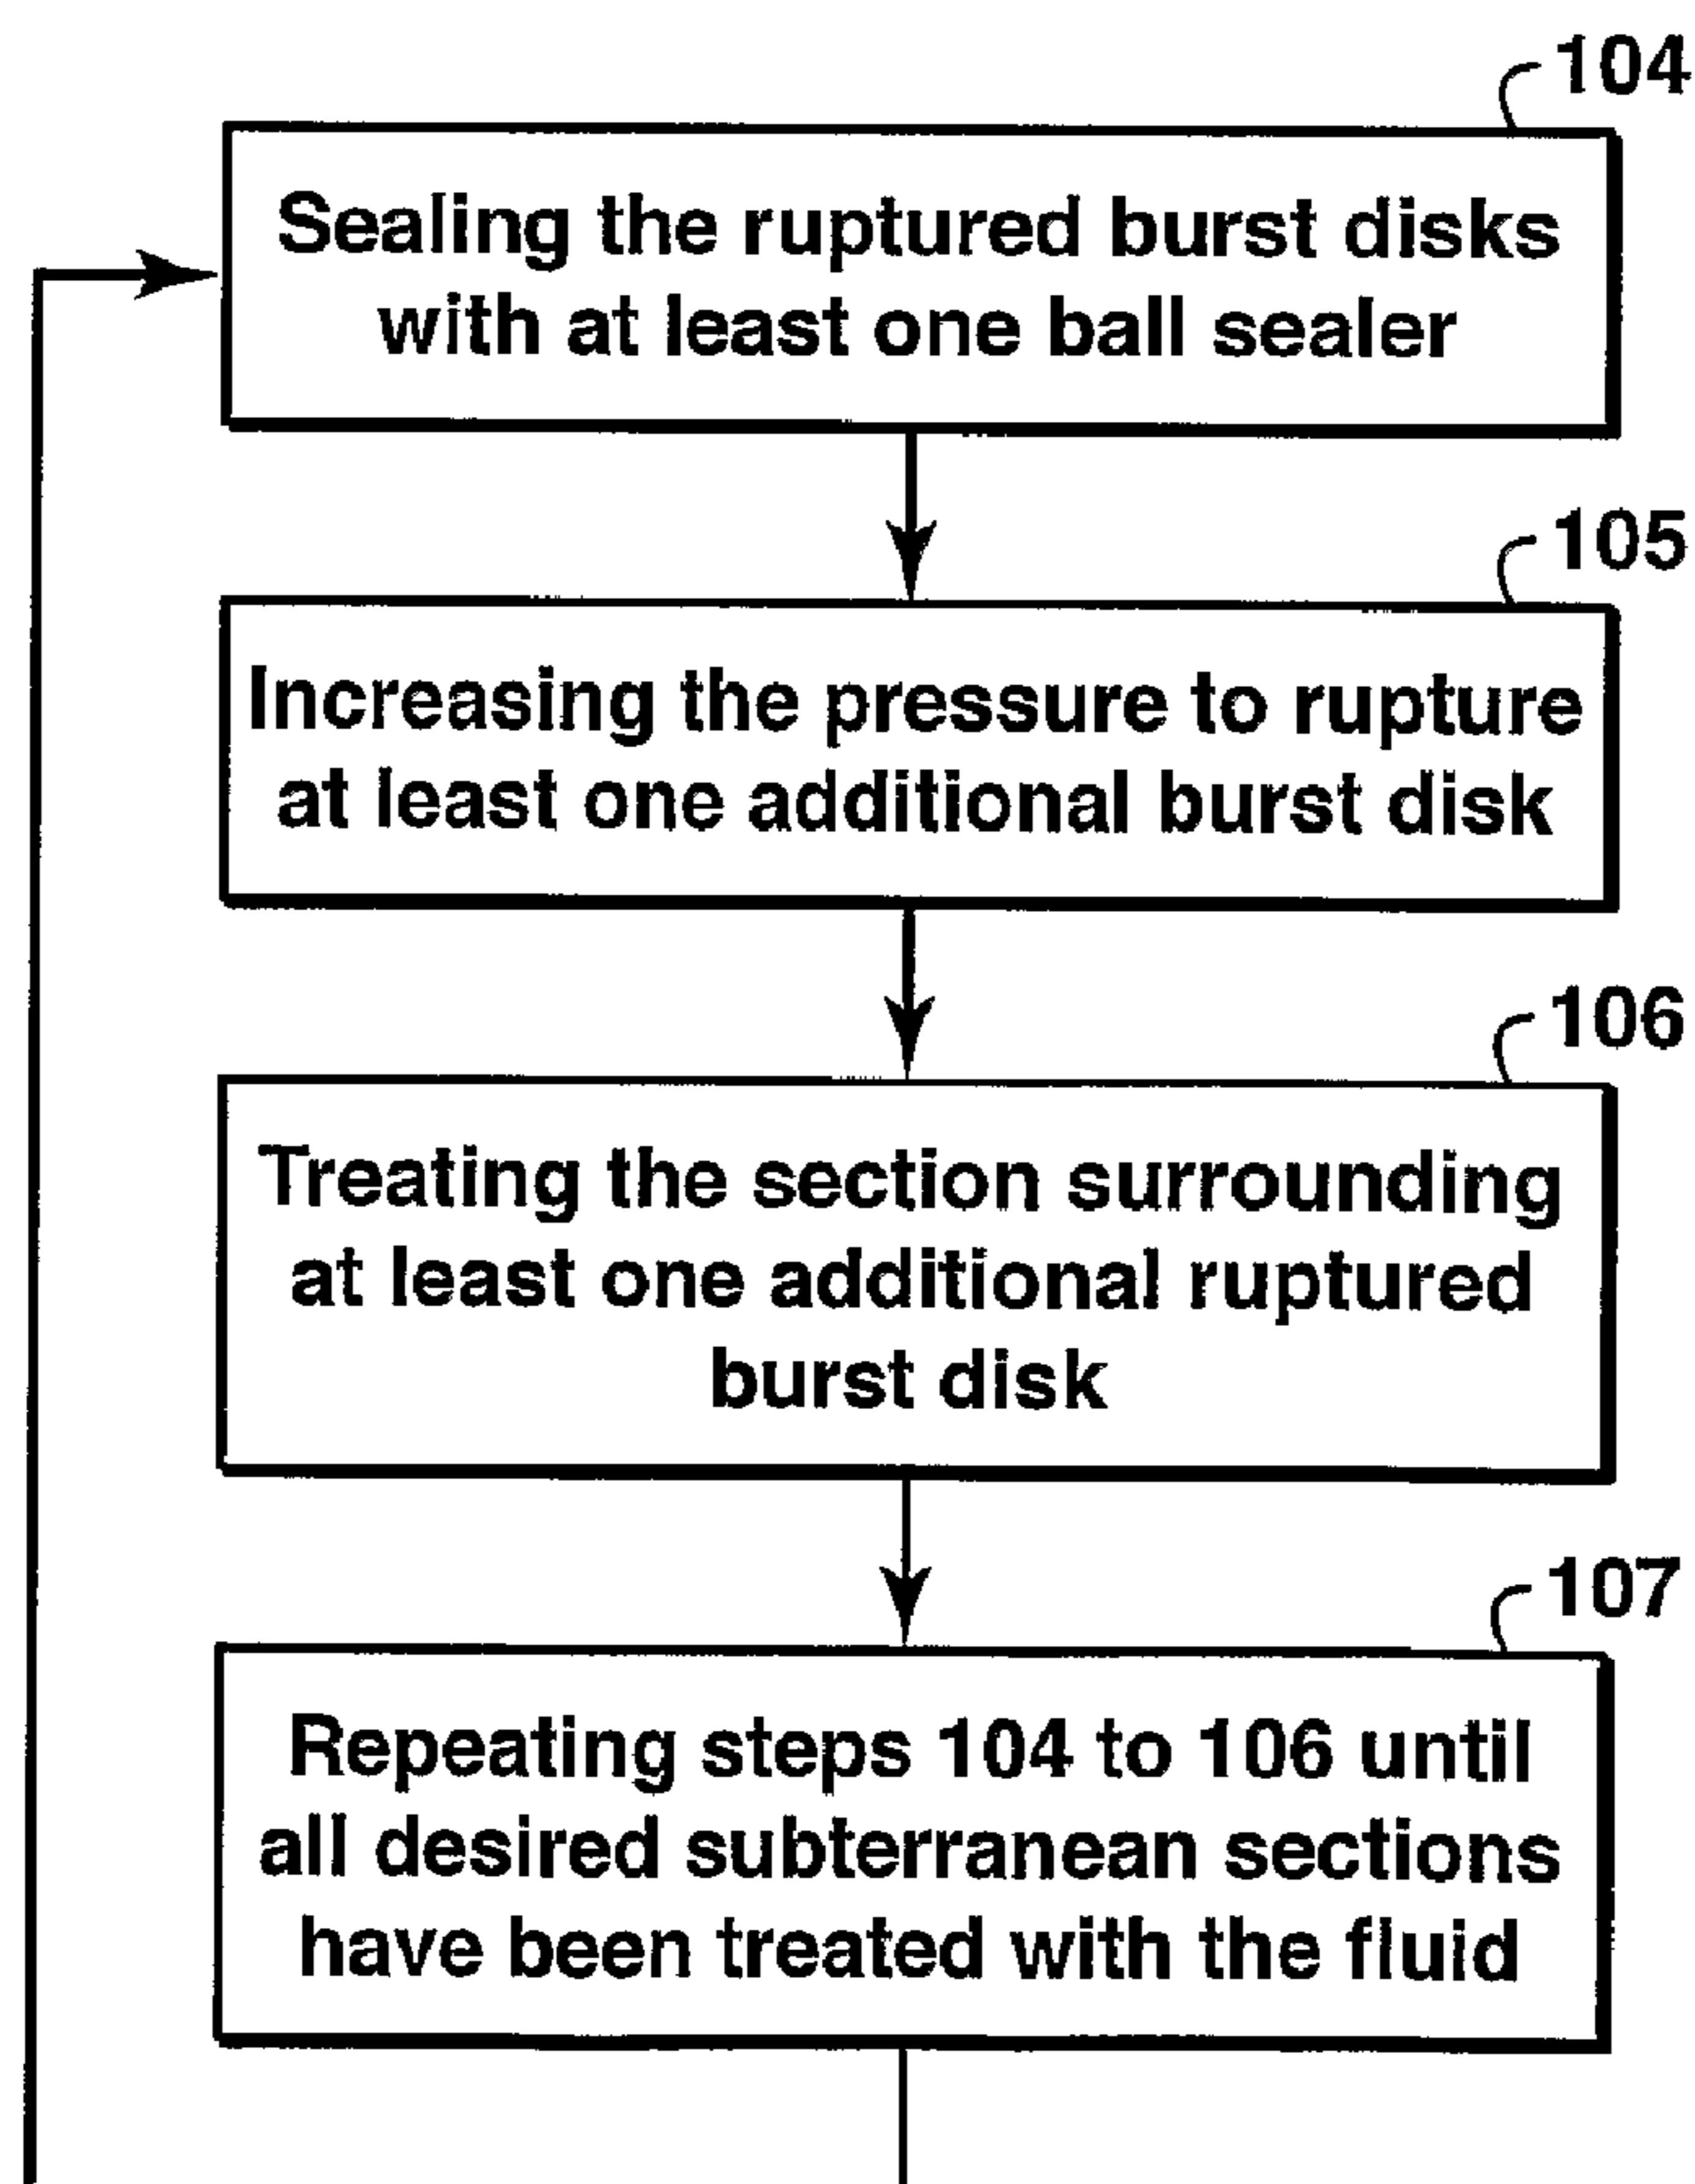 104
Sealing the ruptured burst disks
with at least one ball sealer
105
Increasing the pressure to rupture
at least one additional burst disk
106
Treating the section surrounding
at least one additional ruptured
burst disk
107
Repeating steps 104 to 106 until
all desired subterranean sections
have been treated with the fluid